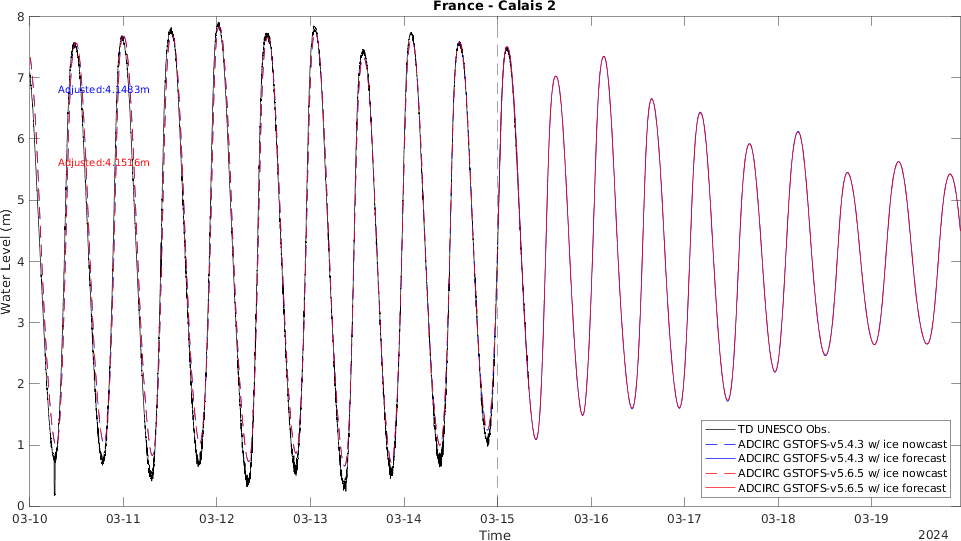 France - Calais 2
8
7
6
5
4
3
2
1
0
Water Level (m)
Adjusted:4.1483m
Adjusted:4.1516m
TD UNESCO Obs.
ADCIRC GSTOFS-v5.4.3 w/ ice nowcast
ADCIRC GSTOFS-v5.4.3 w/ ice forecast
ADCIRC GSTOFS-v5.6.5 w/ ice nowcast
ADCIRC GSTOFS-v5.6.5 w/ ice forecast
03-10 03-11 03-12 03-13 03-14 03-15 03-16 03-17 03-18 03-19
Time
2024